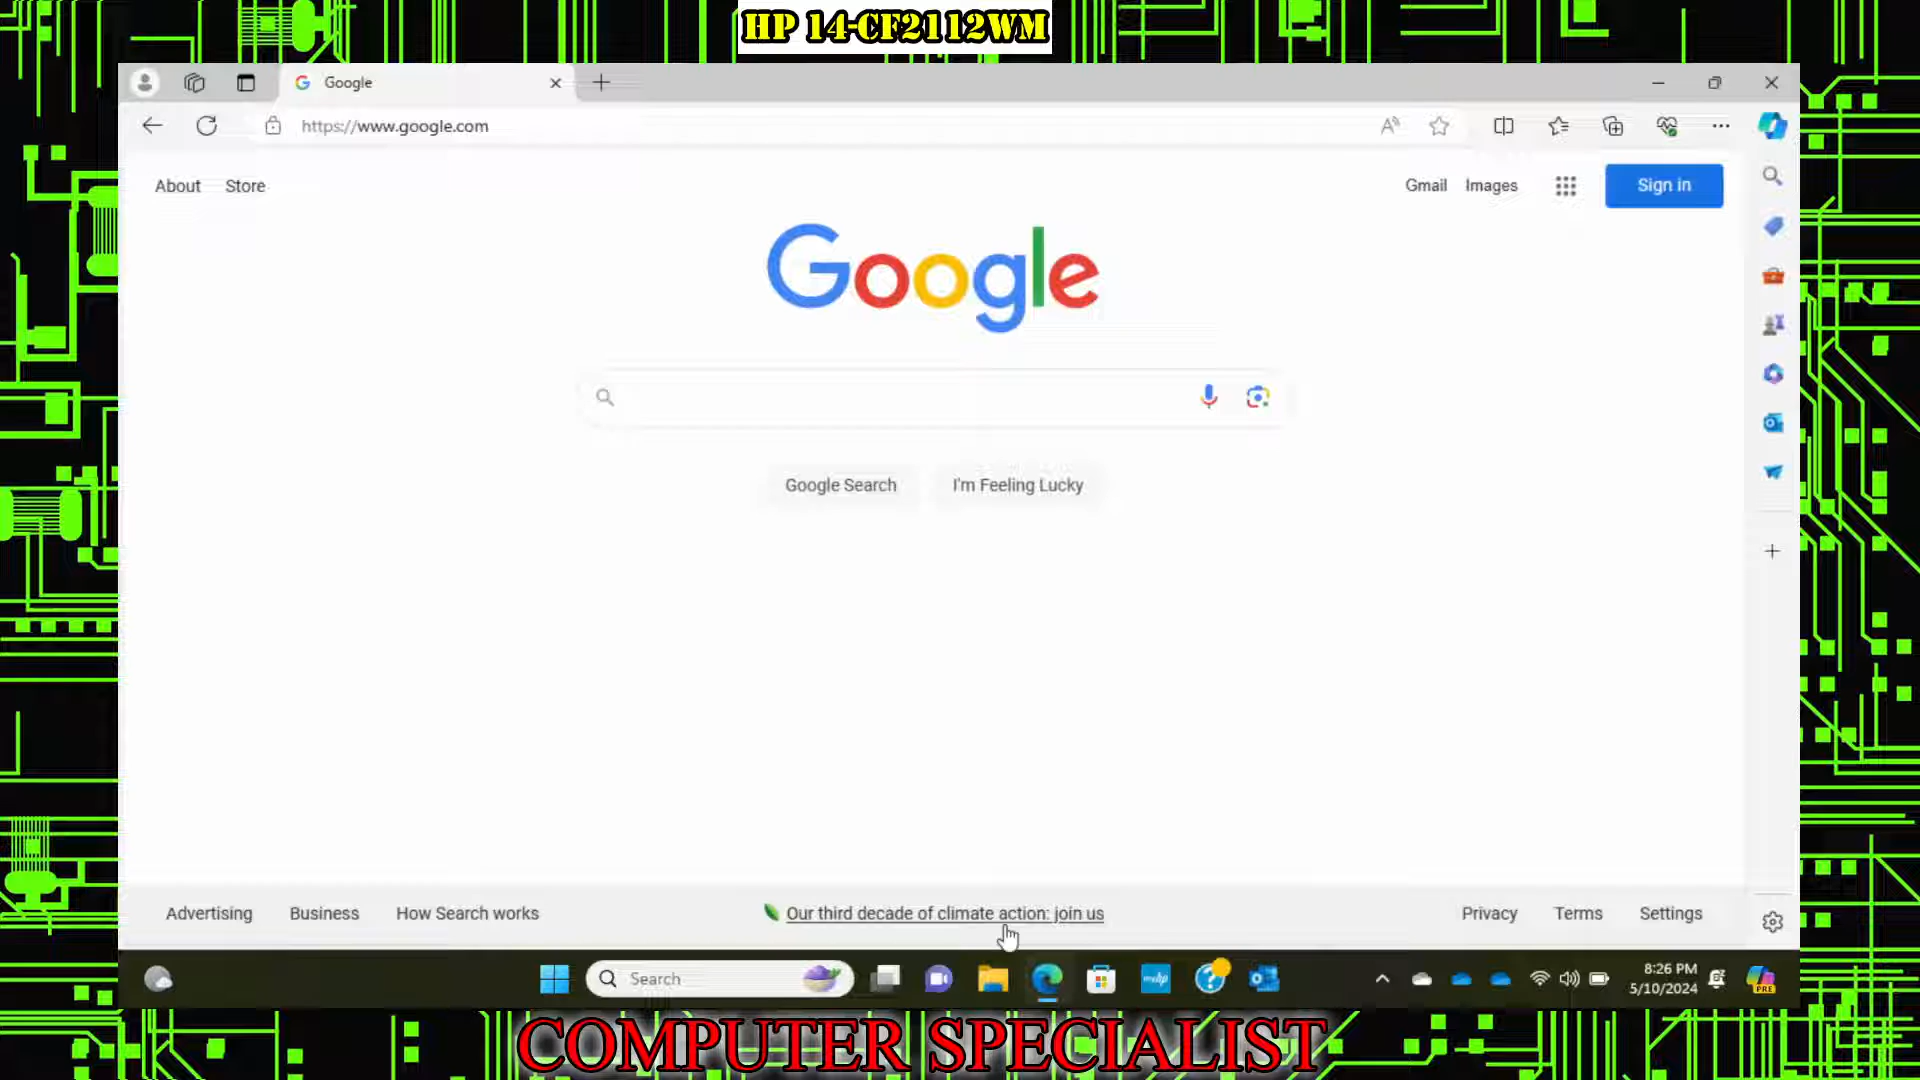 HP 14-CF2112WM
Google
https://www.google.com
About Store
Gmail Images Sign in
Google
Google Search I'm Feeling Lucky
Advertising Business How Search works Our third decade of climate action: join us Privacy Terms Settings
Search
8:26 PM
5/10/2024
myhp
PRE
COMPUTER SPECIALIST